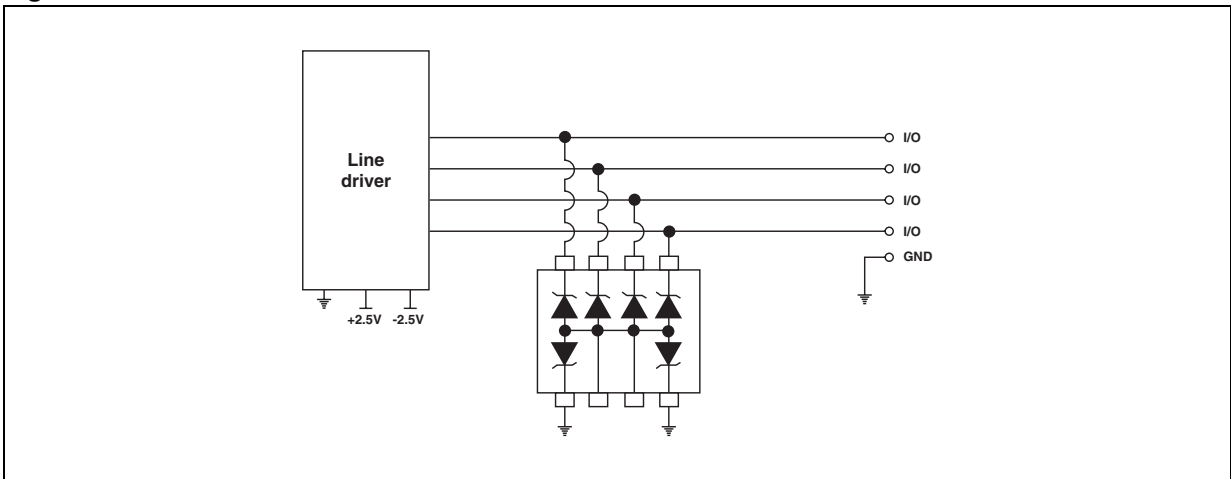 Line
driver
I/O
I/O
I/O
I/O
GND
+2.5V -2.5V